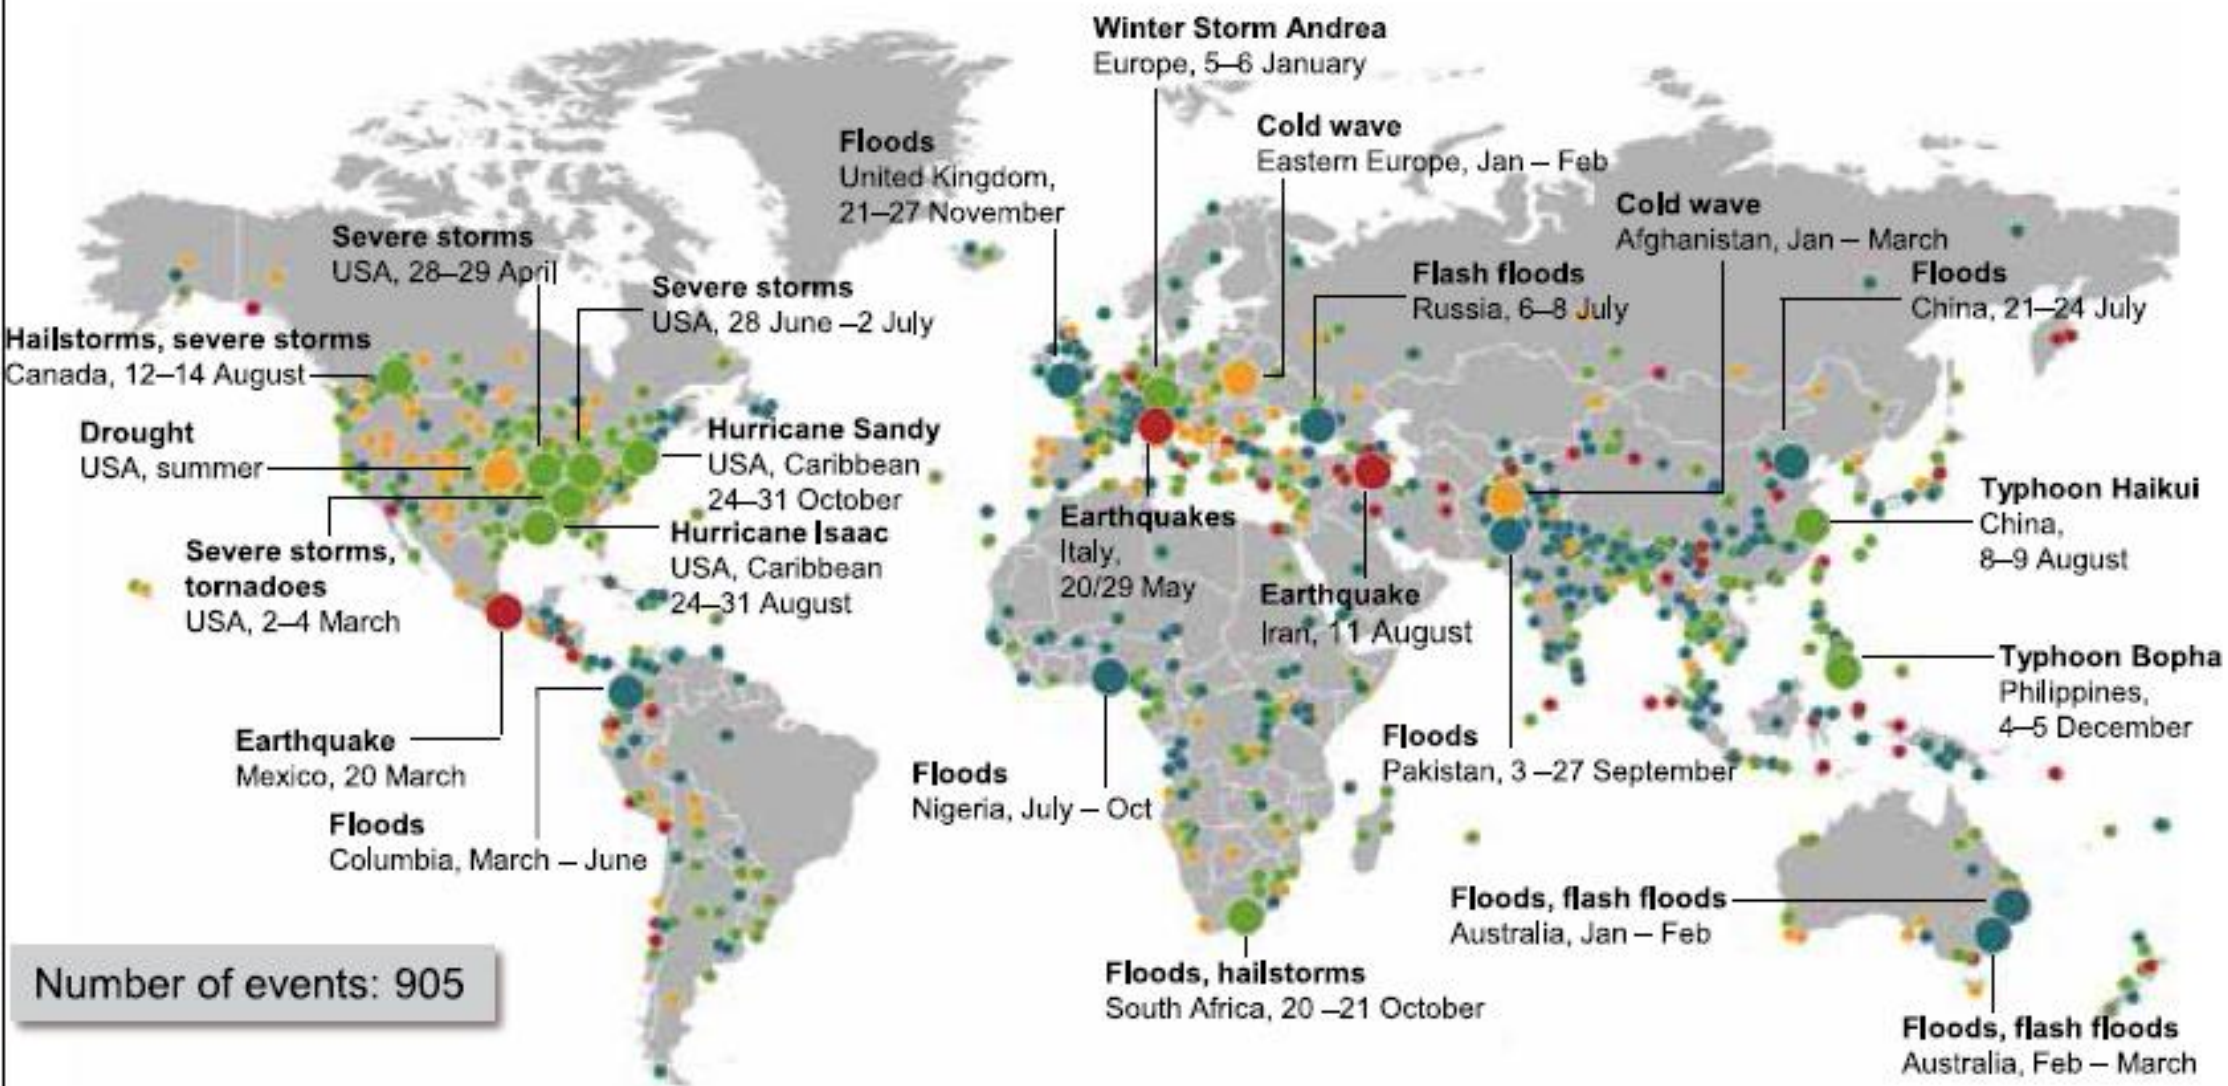 Winter Storm Andrea
Europe, 5–6 January
Cold wave
Eastern Europe, Jan – Feb
Floods
United Kingdom,
21–27 November
Cold wave
Afghanistan, Jan – March
Severe storms
USA, 28–29 April
Flash floods
Russia, 6–8 July
Floods
China, 21–24 July
Severe storms
USA, 28 June –2 July
Hailstorms, severe storms
Canada, 12–14 August
Drought
USA, summer
Hurricane Sandy
USA, Caribbean
24–31 October
Typhoon Haikui
China,
8–9 August
Earthquakes
Italy,
20/29 May
Hurricane Isaac
USA, Caribbean
24–31 August
Severe storms,
tornadoes
USA, 2–4 March
Earthquake
Iran, 11 August
Typhoon Bopha
Philippines,
4–5 December
Earthquake
Mexico, 20 March
Floods
Pakistan, 3 –27 September
Floods
Nigeria, July – Oct
Floods
Columbia, March – June
Floods, flash floods
Australia, Jan – Feb
Floods, hailstorms
South Africa, 20 –21 October
Number of events: 905
Floods, flash floods
Australia, Feb – March